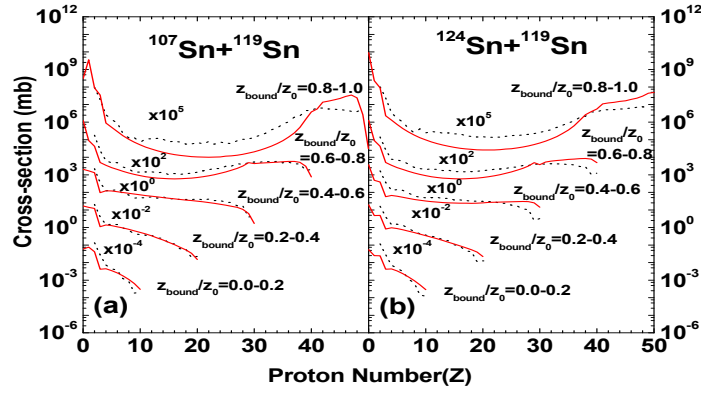 ¹⁰⁷Sn+¹¹⁹Sn
¹²⁴Sn+¹¹⁹Sn
Cross-section (mb)
10¹²
10⁹
10⁶
10³
10⁰
10⁻³
10⁻⁶
z_bound/z₀=0.8-1.0
x10⁵
z_bound/z₀
=0.6-0.8
x10²
x10⁰
z_bound/z₀=0.4-0.6
x10⁻²
z_bound/z₀=0.2-0.4
x10⁻⁴
z_bound/z₀=0.0-0.2
(a)
0 10 20 30 40
z_bound/z₀=0.8-1.0
x10⁵
z_bound/z₀
=0.6-0.8
x10²
x10⁰
z_bound/z₀=0.4-0.6
x10⁻²
z_bound/z₀=0.2-0.4
x10⁻⁴
z_bound/z₀=0.0-0.2
(b)
0 10 20 30 40 50
10¹²
10⁹
10⁶
10³
10⁰
10⁻³
10⁻⁶
Proton Number(Z)